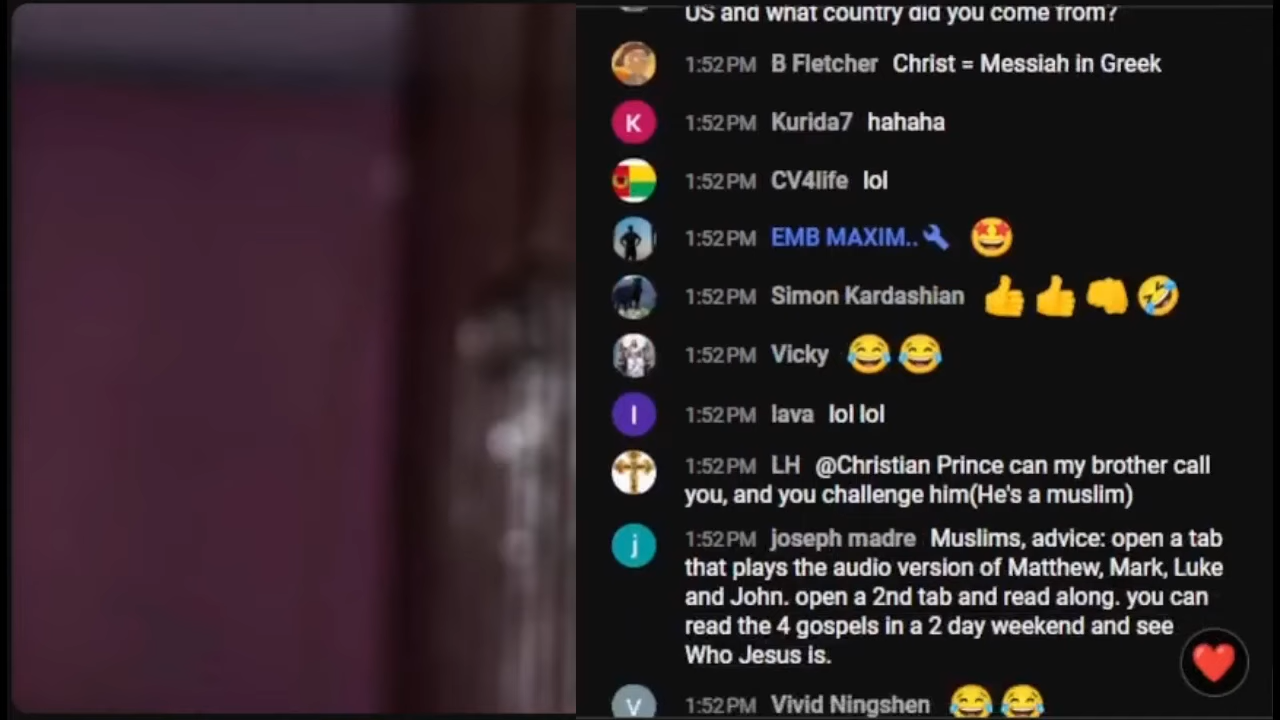 US and what country did you come from?
1:52PM B Fletcher Christ = Messiah in Greek
K 1:52PM Kurida7 hahaha
1:52PM CV4life lol
1:52PM EMB MAXIM..🔧 🤩
1:52PM Simon Kardashian 👍👍👊🤣
1:52PM Vicky 😂😂
l 1:52PM lava lol lol
1:52PM LH @Christian Prince can my brother call
you, and you challenge him(He's a muslim)
j 1:52PM joseph madre Muslims, advice: open a tab
that plays the audio version of Matthew, Mark, Luke
and John. open a 2nd tab and read along. you can
read the 4 gospels in a 2 day weekend and see
Who Jesus is.
V 1:52PM Vivid Ningshen 😂😂